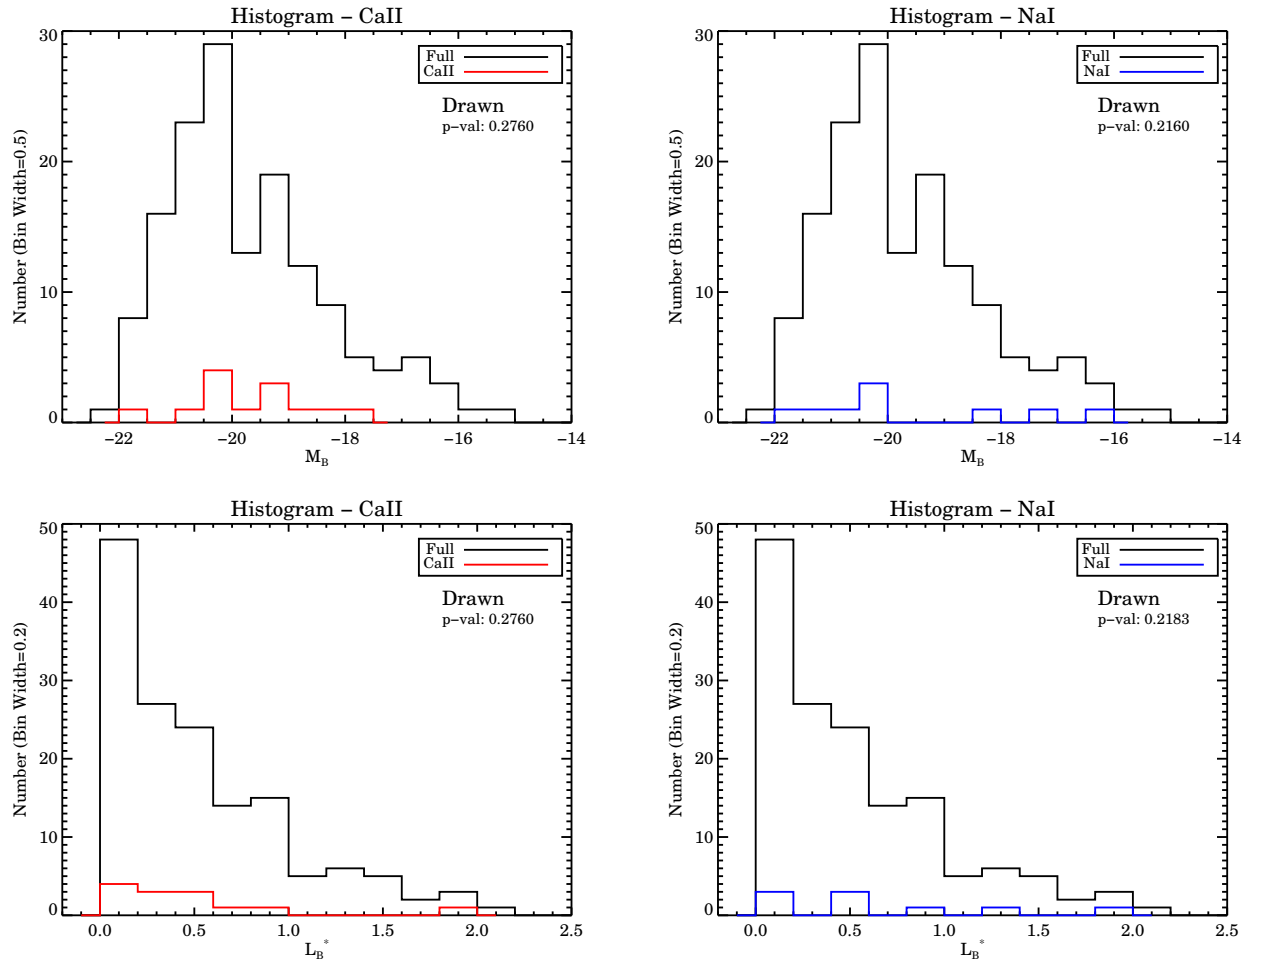 Histogram − CaII
30
20
10
0
Number (Bin Width=0.5)
Full
CaII
Drawn
p−val: 0.2760
−22
−20
−18
−16
−14
M_B
Histogram − NaI
30
20
10
0
Number (Bin Width=0.5)
Full
NaI
Drawn
p−val: 0.2160
−22
−20
−18
−16
−14
M_B
Histogram − CaII
50
40
30
20
10
0
Number (Bin Width=0.2)
Full
CaII
Drawn
p−val: 0.2760
0.0
0.5
1.0
1.5
2.0
2.5
L_B*
Histogram − NaI
50
40
30
20
10
0
Number (Bin Width=0.2)
Full
NaI
Drawn
p−val: 0.2183
0.0
0.5
1.0
1.5
2.0
2.5
L_B*